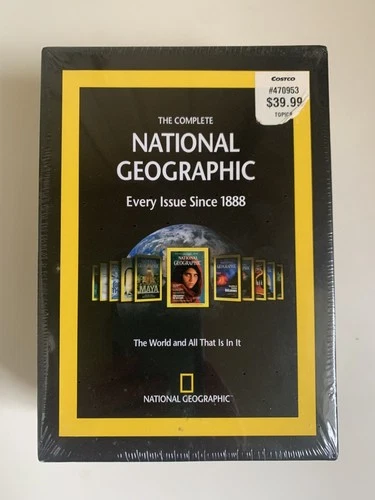 COSTCO
#470953
$39.99
THE COMPLETE
NATIONAL
GEOGRAPHIC
Every Issue Since 1888
NATIONAL
GEOGRAPHIC
MAYA
The World and All That Is In It
NATIONAL GEOGRAPHIC™